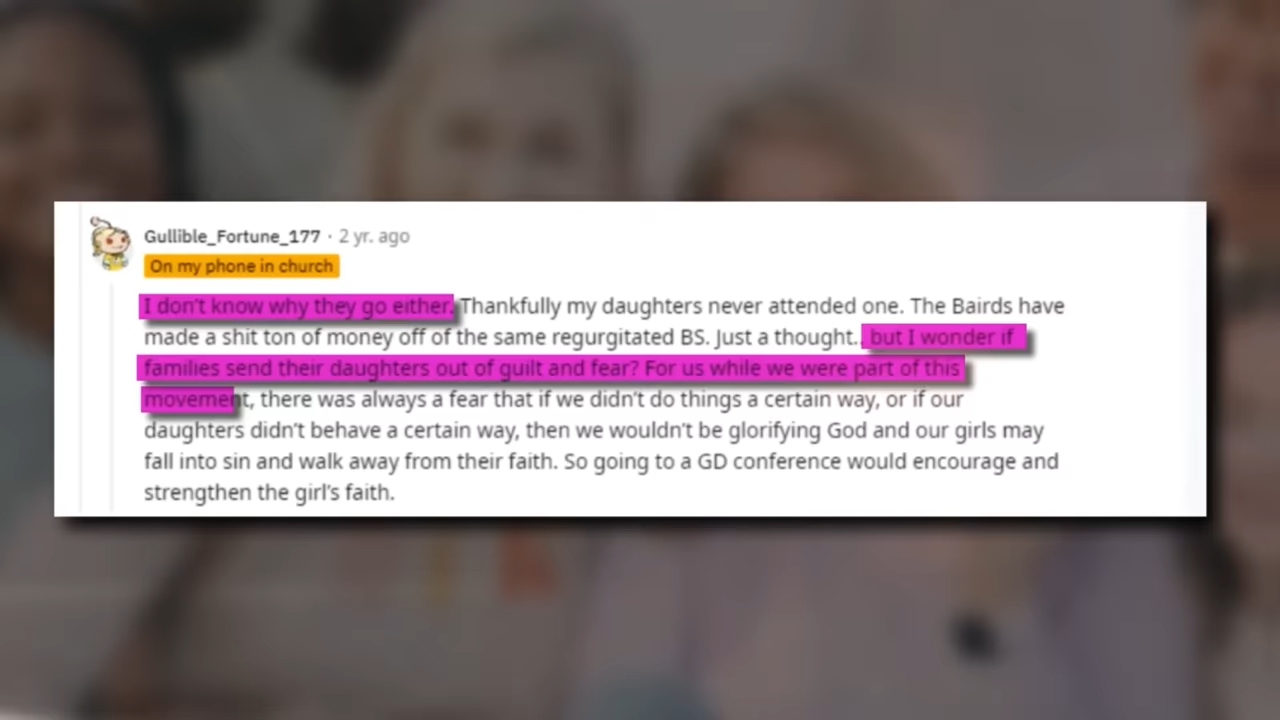 Gullible_Fortune_177 · 2 yr. ago
On my phone in church
I don't know why they go either. Thankfully my daughters never attended one. The Bairds have
made a shit ton of money off of the same regurgitated BS. Just a thought.. but I wonder if
families send their daughters out of guilt and fear? For us while we were part of this
movement, there was always a fear that if we didn't do things a certain way, or if our
daughters didn't behave a certain way, then we wouldn't be glorifying God and our girls may
fall into sin and walk away from their faith. So going to a GD conference would encourage and
strengthen the girl's faith.